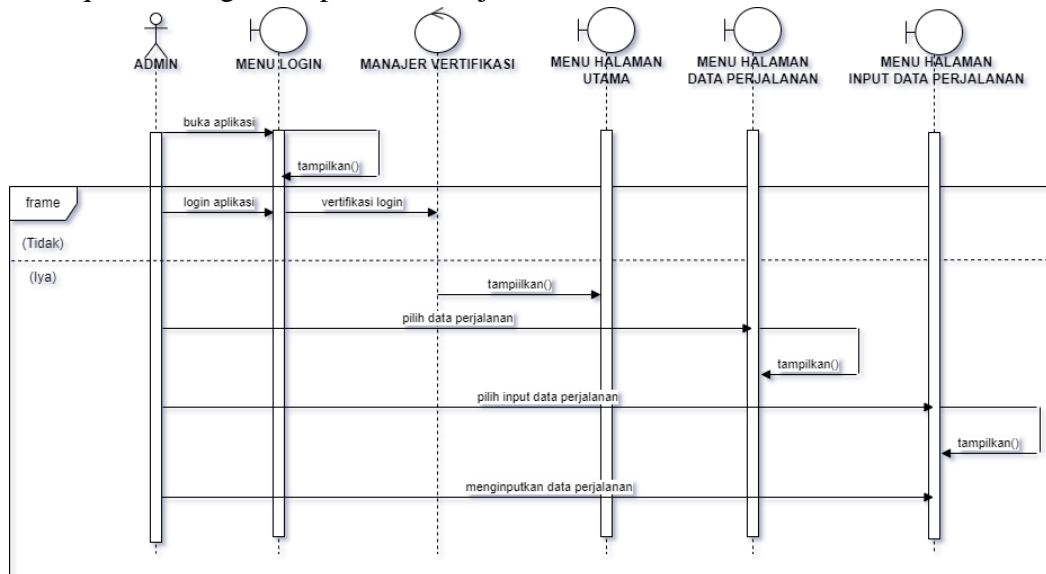 ADMIN
MENU LOGIN
MANAJER VERTIFIKASI
MENU HALAMAN
UTAMA
MENU HALAMAN
DATA PERJALANAN
MENU HALAMAN
INPUT DATA PERJALANAN
buka aplikasi
tampilkan()
frame
login aplikasi
vertifikasi login
(Tidak)
(Iya)
tampiilkan()
pilih data perjalanan
tampilkan()
pilih input data perjalanan
tampilkan()
menginputkan data perjalanan